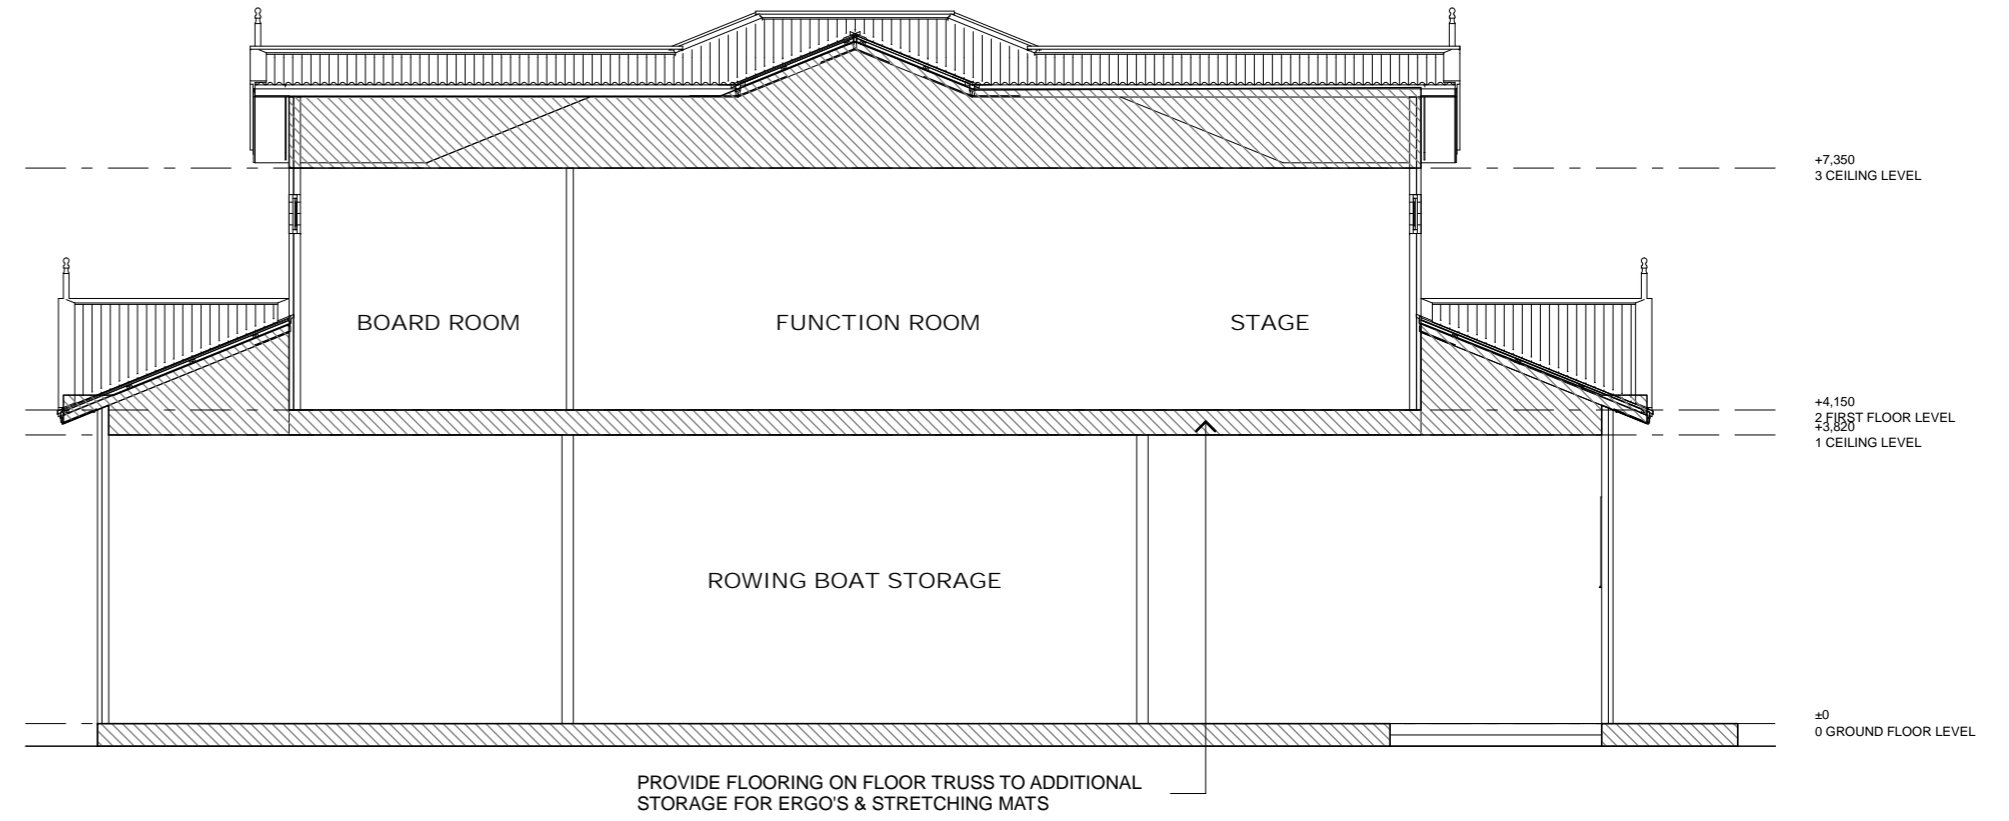 +7,350
3 CEILING LEVEL
BOARD ROOM
FUNCTION ROOM
STAGE
+4,150
2 FIRST FLOOR LEVEL
+3,820
1 CEILING LEVEL
ROWING BOAT STORAGE
±0
0 GROUND FLOOR LEVEL
PROVIDE FLOORING ON FLOOR TRUSS TO ADDITIONAL
STORAGE FOR ERGO'S & STRETCHING MATS